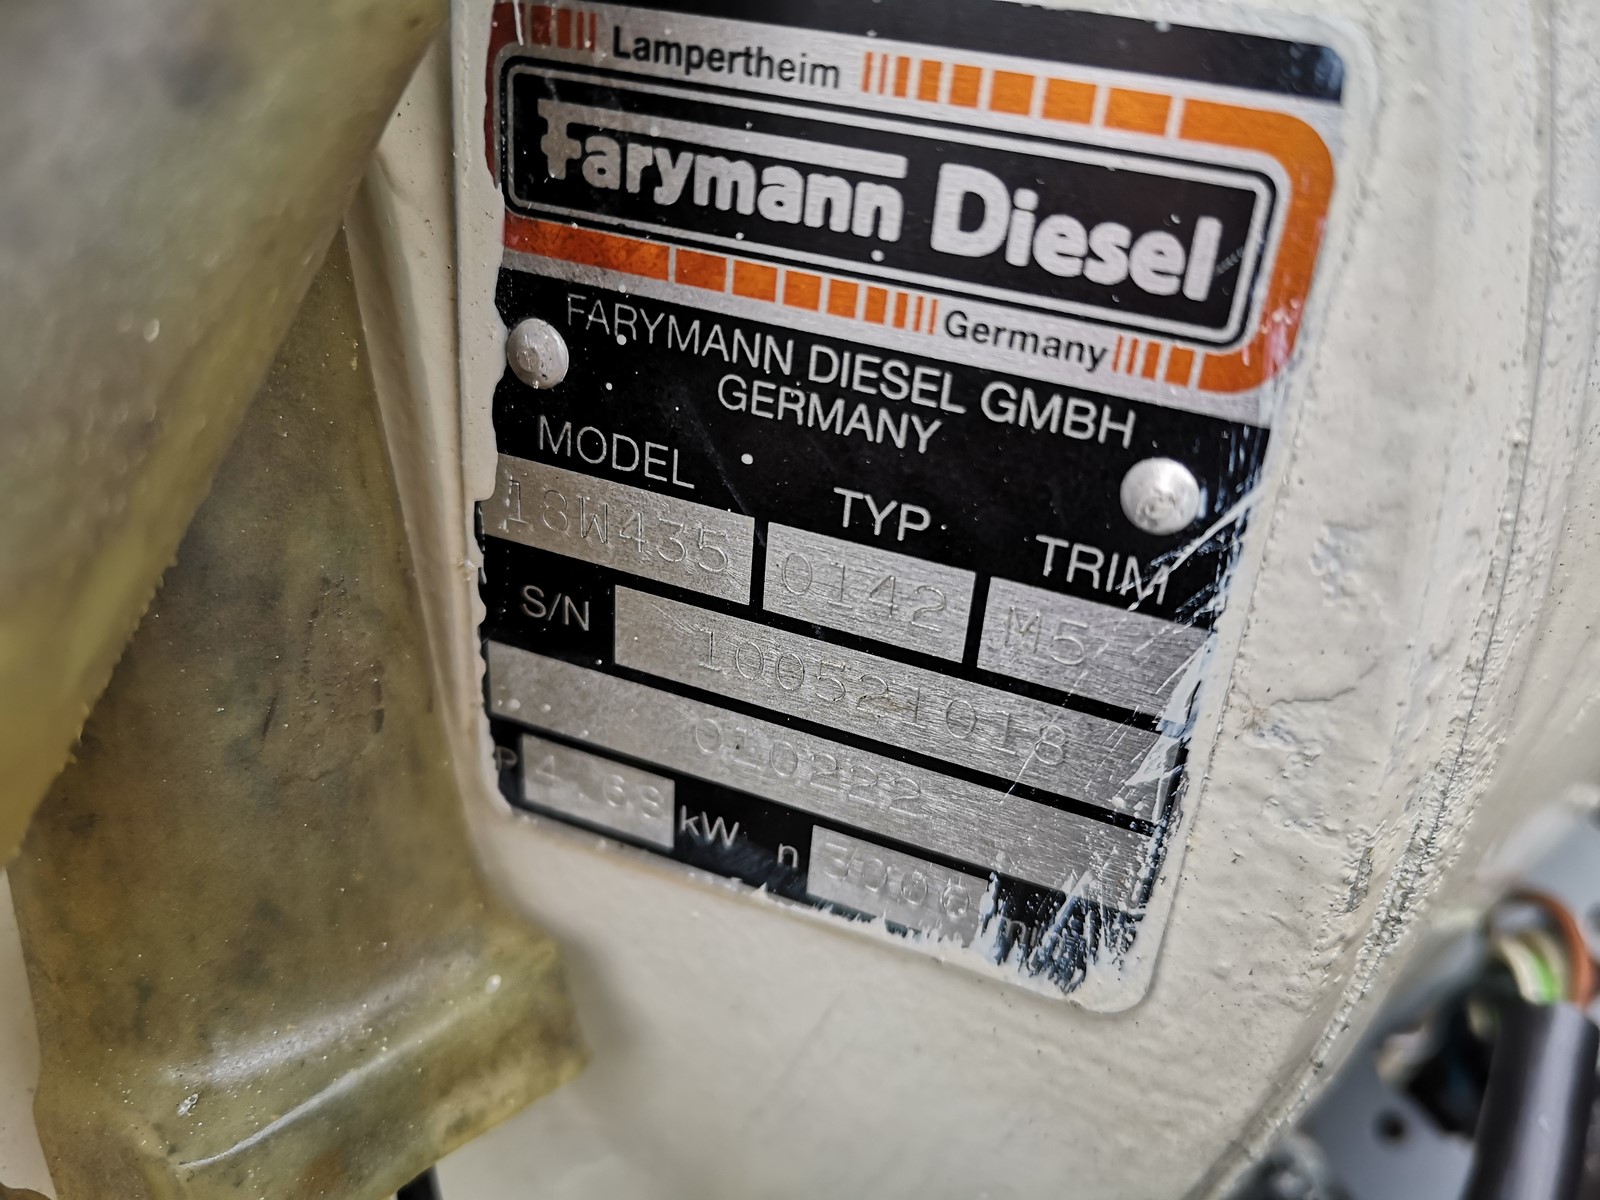 Lampertheim
Farymann Diesel
Germany
FARYMANN DIESEL GMBH
GERMANY
MODEL TYP TRIM
18W435 0142 M5
S/N 100521018
010222
P 4.63 kW n 3000